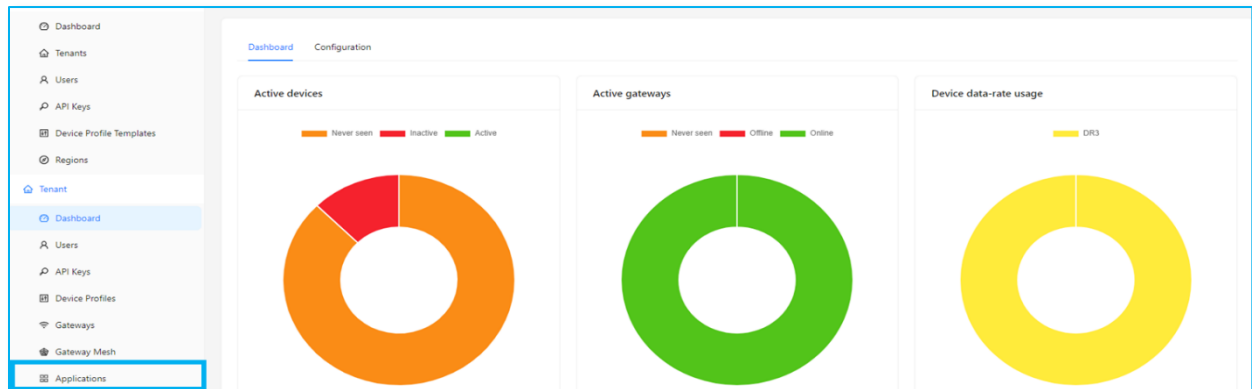 Dashboard
Tenants
Users
API Keys
Device Profile Templates
Regions
Tenant
Dashboard
Users
API Keys
Device Profiles
Gateways
Gateway Mesh
Applications
Dashboard Configuration
Active devices
Never seen Inactive Active
Active gateways
Never seen Offline Online
Device data-rate usage
DR3